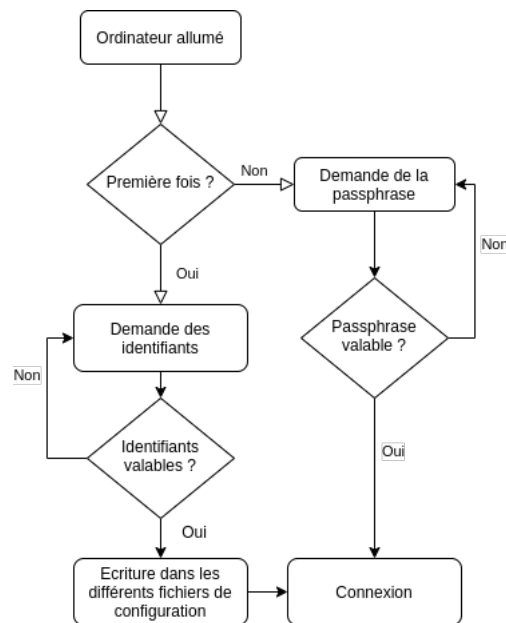 Ordinateur allumé
Première fois ?
Non
Demande de la
passphrase
Non
Oui
Passphrase
valable ?
Demande des
identifiants
Non
Identifiants
valables ?
Oui
Oui
Ecriture dans les
différents fichiers de
configuration
Connexion